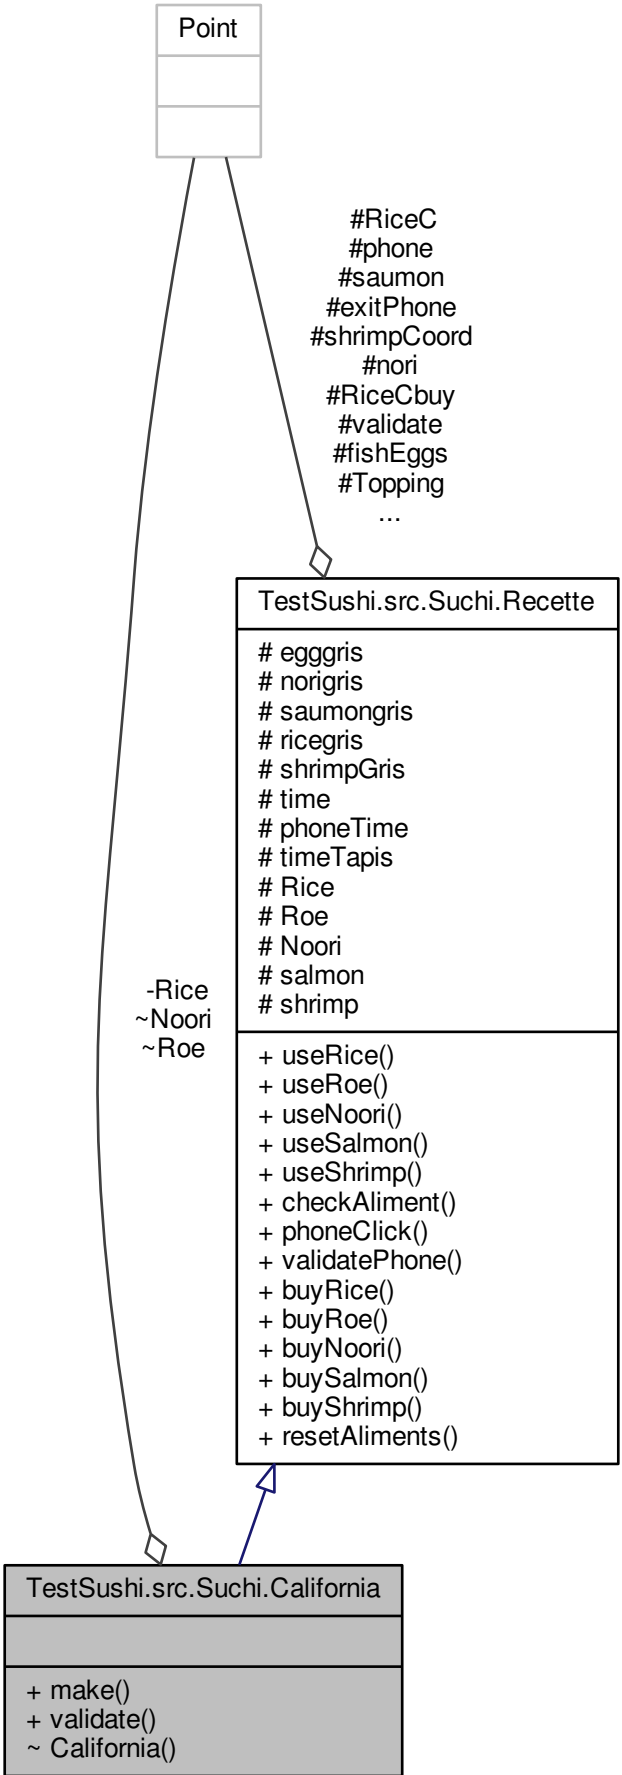 Point
#RiceC
#phone
#saumon
#exitPhone
#shrimpCoord
#nori
#RiceCbuy
#validate
#fishEggs
#Topping
...
TestSushi.src.Suchi.Recette
# egggris
# norigris
# saumongris
# ricegris
# shrimpGris
# time
# phoneTime
# timeTapis
# Rice
# Roe
# Noori
# salmon
# shrimp
-Rice
~Noori
~Roe
+ useRice()
+ useRoe()
+ useNoori()
+ useSalmon()
+ useShrimp()
+ checkAliment()
+ phoneClick()
+ validatePhone()
+ buyRice()
+ buyRoe()
+ buyNoori()
+ buySalmon()
+ buyShrimp()
+ resetAliments()
TestSushi.src.Suchi.California
+ make()
+ validate()
~ California()